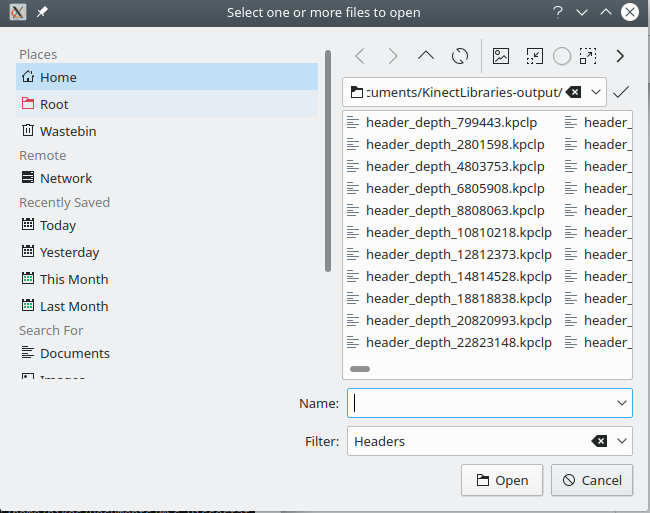 Select one or more files to open
Places
Home
Root
Wastebin
Remote
Network
Recently Saved
Today
Yesterday
This Month
Last Month
Search For
Documents
Images
cuments/KinectLibraries-output/
header_depth_799443.kpclp header_
header_depth_2801598.kpclp header_
header_depth_4803753.kpclp header_
header_depth_6805908.kpclp header_
header_depth_8808063.kpclp header_
header_depth_10810218.kpclp header_
header_depth_12812373.kpclp header_
header_depth_14814528.kpclp header_
header_depth_18818838.kpclp header_
header_depth_20820993.kpclp header_
header_depth_22823148.kpclp header_
Name:
Filter: Headers
Open Cancel